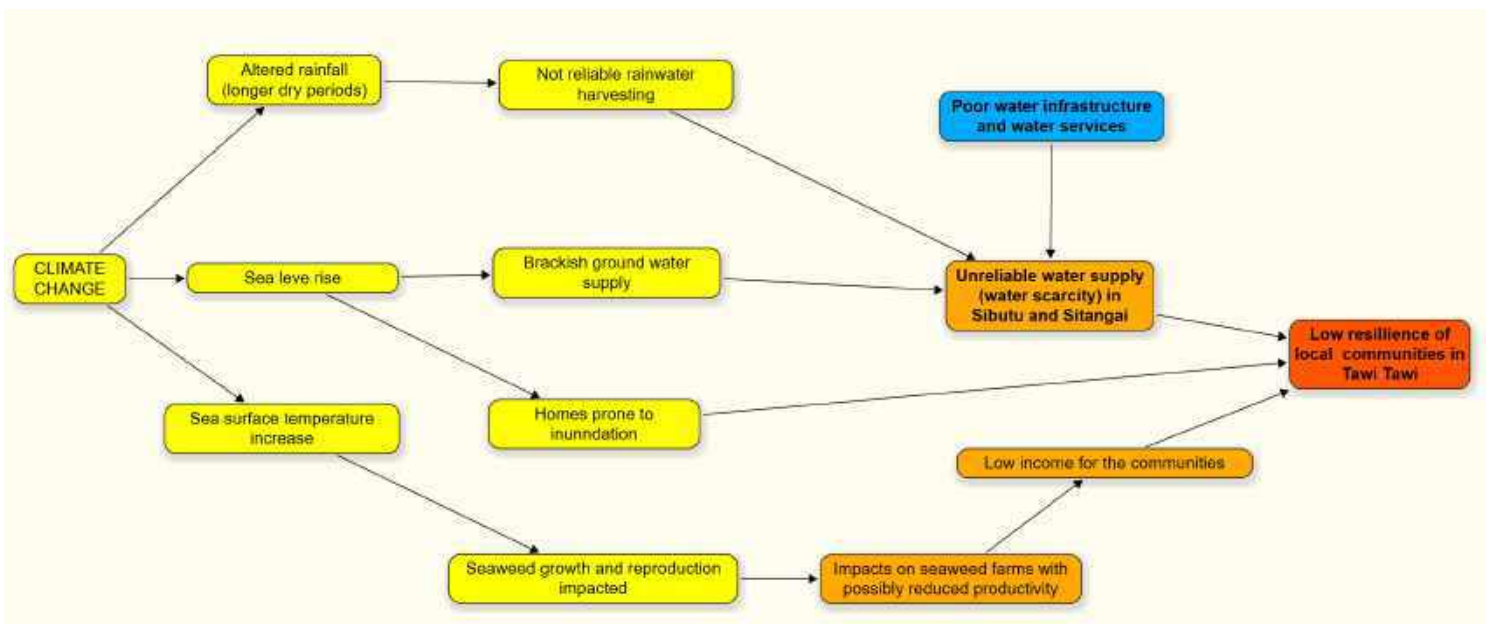 Altered rainfall
(longer dry periods)
Not reliable rainwater
harvesting
Poor water infrastructure
and water services
CLIMATE
CHANGE
Sea leve rise
Brackish ground water
supply
Unreliable water supply
(water scarcity) in
Sibutu and Sitangai
Low resillience of
local communities in
Tawi Tawi
Sea surface temperature
increase
Homes prone to
inunndation
Low income for the communities
Seaweed growth and reproduction
impacted
Impacts on seaweed farms with
possibly reduced productivity